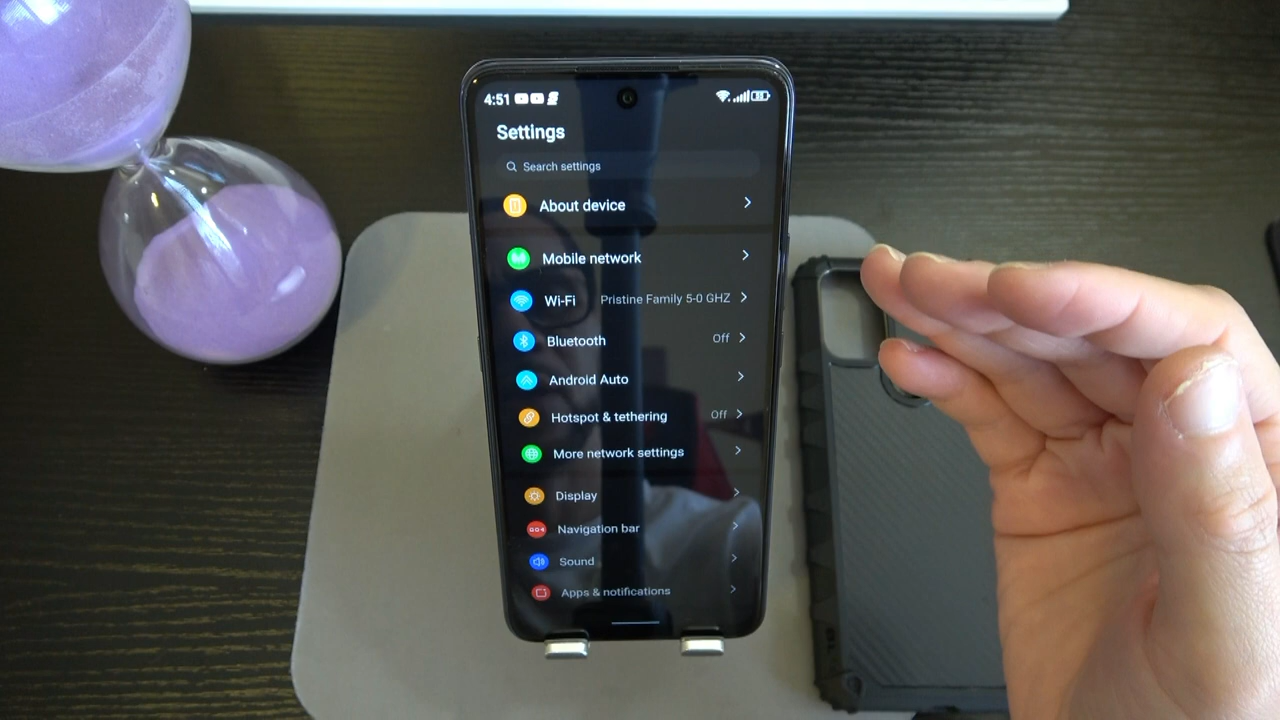 4:51
Settings
Search settings
About device
Mobile network
Wi-Fi Pristine Family 5-0 GHZ
Bluetooth Off
Android Auto
Hotspot & tethering Off
More network settings
Display
Navigation bar
Sound
Apps & notifications